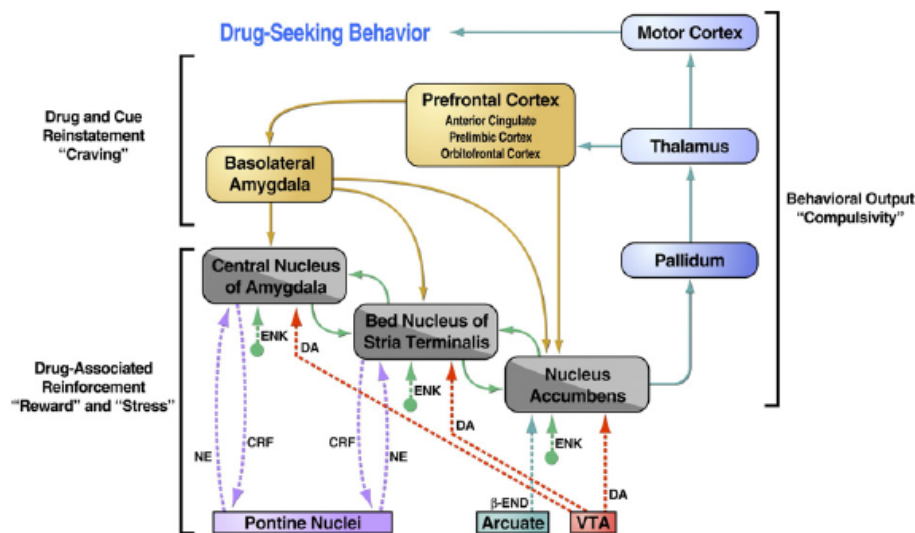 Drug-Seeking Behavior
Motor Cortex
Drug and Cue
Reinstatement
“Craving”
Prefrontal Cortex
Anterior Cingulate
Prelimbic Cortex
Orbitofrontal Cortex
Thalamus
Basolateral
Amygdala
Behavioral Output
“Compulsivity”
Central Nucleus
of Amygdala
Pallidum
Bed Nucleus of
Stria Terminalis
ENK
DA
Nucleus
Accumbens
Drug-Associated
Reinforcement
“Reward” and “Stress”
ENK
DA
ENK
NE
CRF
CRF
NE
DA
β-END
Pontine Nuclei
Arcuate
VTA